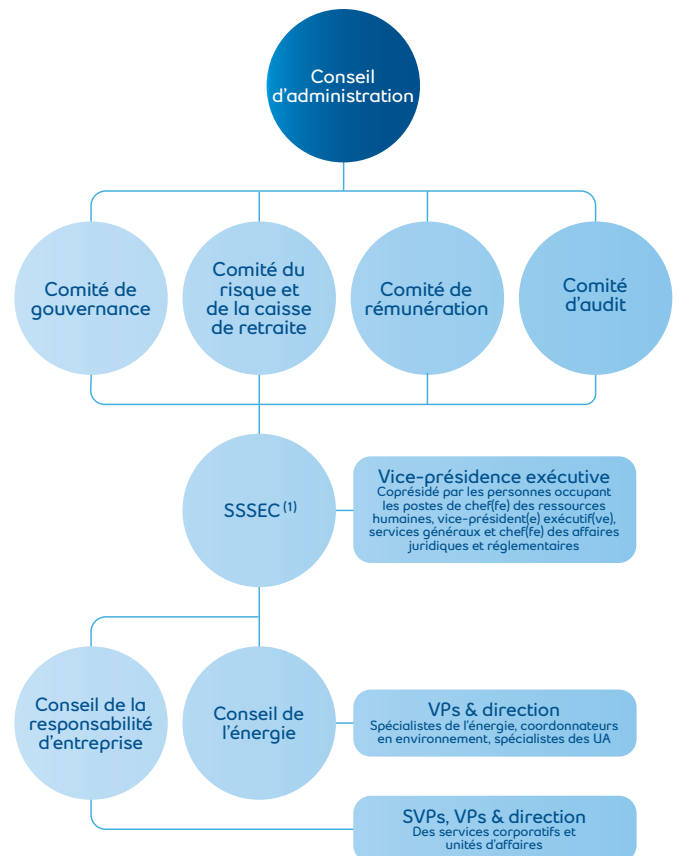 Conseil
d'administration
Comité de
gouvernance
Comité du
risque et
de la caisse
de retraite
Comité de
rémunération
Comité
d'audit
SSSEC (1)
Vice-présidence exécutive
Coprésidé par les personnes occupant
les postes de chef(fe) des ressources
humaines, vice-président(e) exécutif(ve),
services généraux et chef(fe) des affaires
juridiques et réglementaires
Conseil de la
responsabilité
d'entreprise
Conseil de
l'énergie
VPs & direction
Spécialistes de l'énergie, coordonnateurs
en environnement, spécialistes des UA
SVPs, VPs & direction
Des services corporatifs et
unités d'affaires